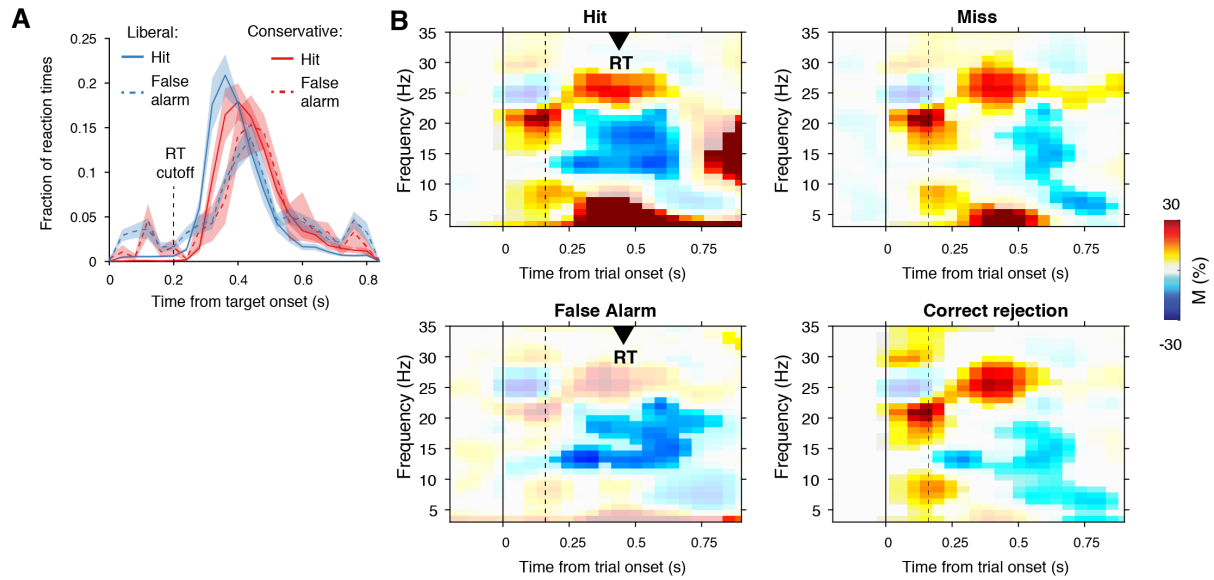 A
Liberal:
Hit
False
alarm
Conservative:
Hit
False
alarm
RT
cutoff
Fraction of reaction times
0.25
0.2
0.15
0.1
0.05
0
0 0.2 0.4 0.6 0.8
Time from target onset (s)
B
Hit
RT
Frequency (Hz)
35
30
25
20
15
10
5
0 0.25 0.5 0.75
Time from trial onset (s)
Miss
Frequency (Hz)
35
30
25
20
15
10
5
0 0.25 0.5 0.75
Time from trial onset (s)
False Alarm
RT
Frequency (Hz)
35
30
25
20
15
10
5
0 0.25 0.5 0.75
Time from trial onset (s)
Correct rejection
Frequency (Hz)
35
30
25
20
15
10
5
0 0.25 0.5 0.75
Time from trial onset (s)
30
M (%)
-30